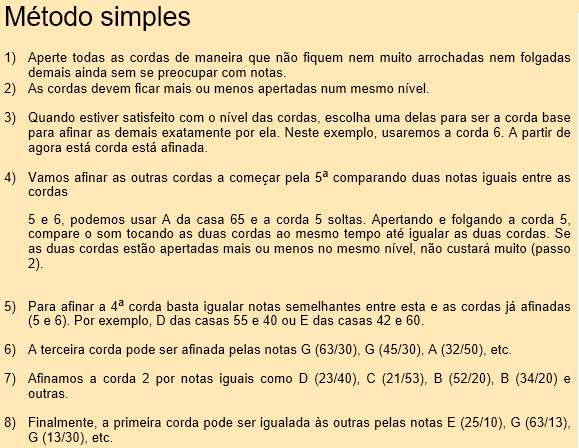 Método simples
1) Aperte todas as cordas de maneira que não fiquem nem muito arrochadas nem folgadas
demais ainda sem se preocupar com notas.
2) As cordas devem ficar mais ou menos apertadas num mesmo nível.
3) Quando estiver satisfeito com o nível das cordas, escolha uma delas para ser a corda base
para afinar as demais exatamente por ela. Neste exemplo, usaremos a corda 6. A partir de
agora está corda está afinada.
4) Vamos afinar as outras cordas a começar pela 5ª comparando duas notas iguais entre as
cordas
5 e 6, podemos usar A da casa 65 e a corda 5 soltas. Apertando e folgando a corda 5,
compare o som tocando as duas cordas ao mesmo tempo até igualar as duas cordas. Se
as duas cordas estão apertadas mais ou menos no mesmo nível, não custará muito (passo
2).
5) Para afinar a 4ª corda basta igualar notas semelhantes entre esta e as cordas já afinadas
(5 e 6). Por exemplo, D das casas 55 e 40 ou E das casas 42 e 60.
6) A terceira corda pode ser afinada pelas notas G (63/30), G (45/30), A (32/50), etc.
7) Afinamos a corda 2 por notas iguais como D (23/40), C (21/53), B (52/20), B (34/20) e
outras.
8) Finalmente, a primeira corda pode ser igualada às outras pelas notas E (25/10), G (63/13),
G (13/30), etc.